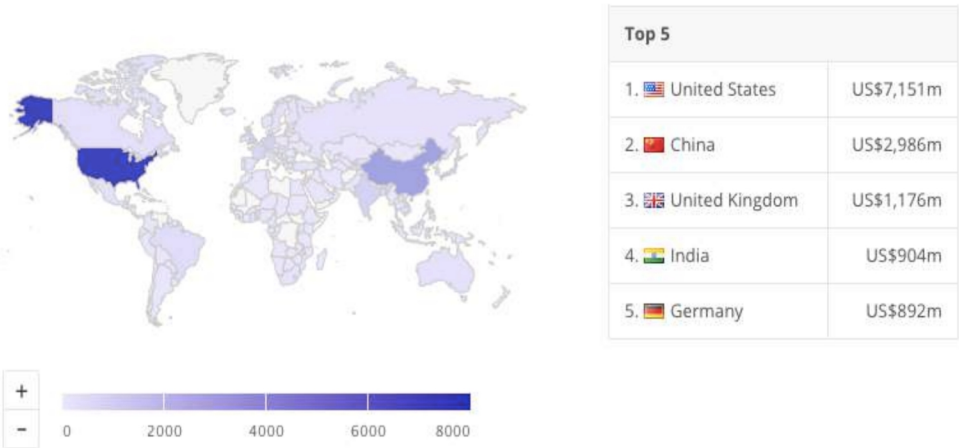 Top 5
1. United States US$7,151m
2. China US$2,986m
3. United Kingdom US$1,176m
4. India US$904m
5. Germany US$892m
+
-
0 2000 4000 6000 8000